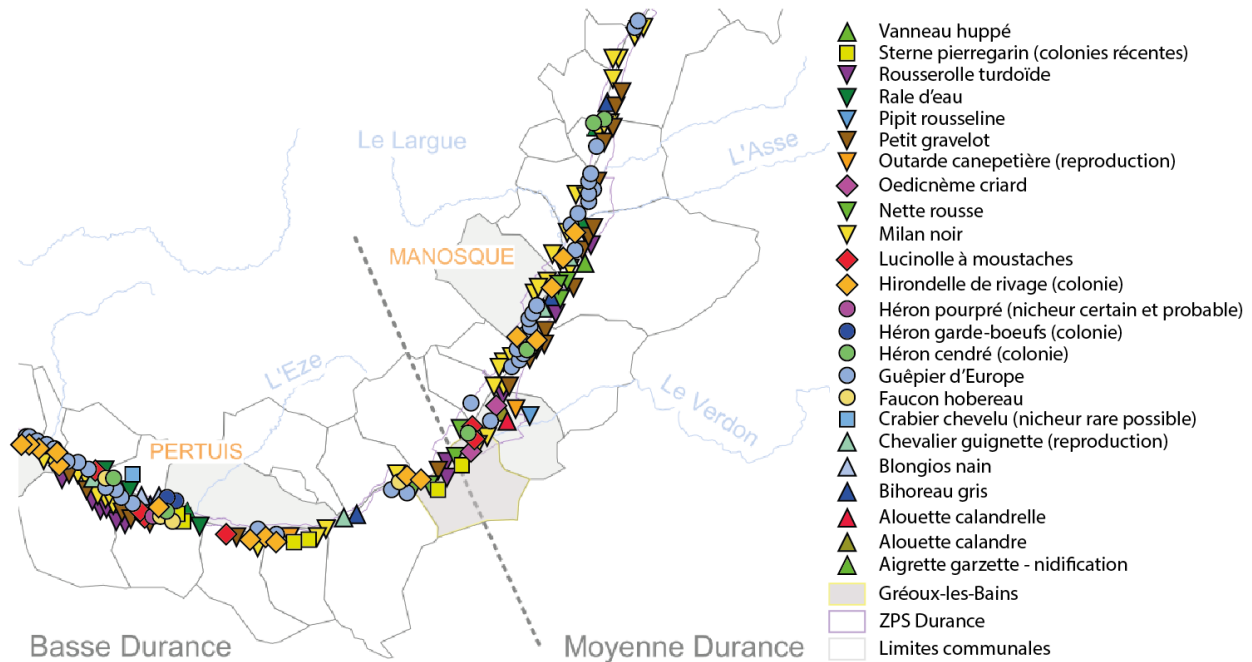 Le Largue
L'Asse
MANOSQUE
L'Eze
Le Verdon
PERTUIS
Basse Durance
Moyenne Durance
Vanneau huppé
Sterne pierregarin (colonies récentes)
Rousserolle turdoïde
Rale d'eau
Pipit rousseline
Petit gravelot
Outarde canepetière (reproduction)
Oedicnème criard
Nette rousse
Milan noir
Lucinolle à moustaches
Hirondelle de rivage (colonie)
Héron pourpré (nicheur certain et probable)
Héron garde-boeufs (colonie)
Héron cendré (colonie)
Guêpier d'Europe
Faucon hobereau
Crabier chevelu (nicheur rare possible)
Chevalier guignette (reproduction)
Blongios nain
Bihoreau gris
Alouette calandrelle
Alouette calandre
Aigrette garzette - nidification
Gréoux-les-Bains
ZPS Durance
Limites communales